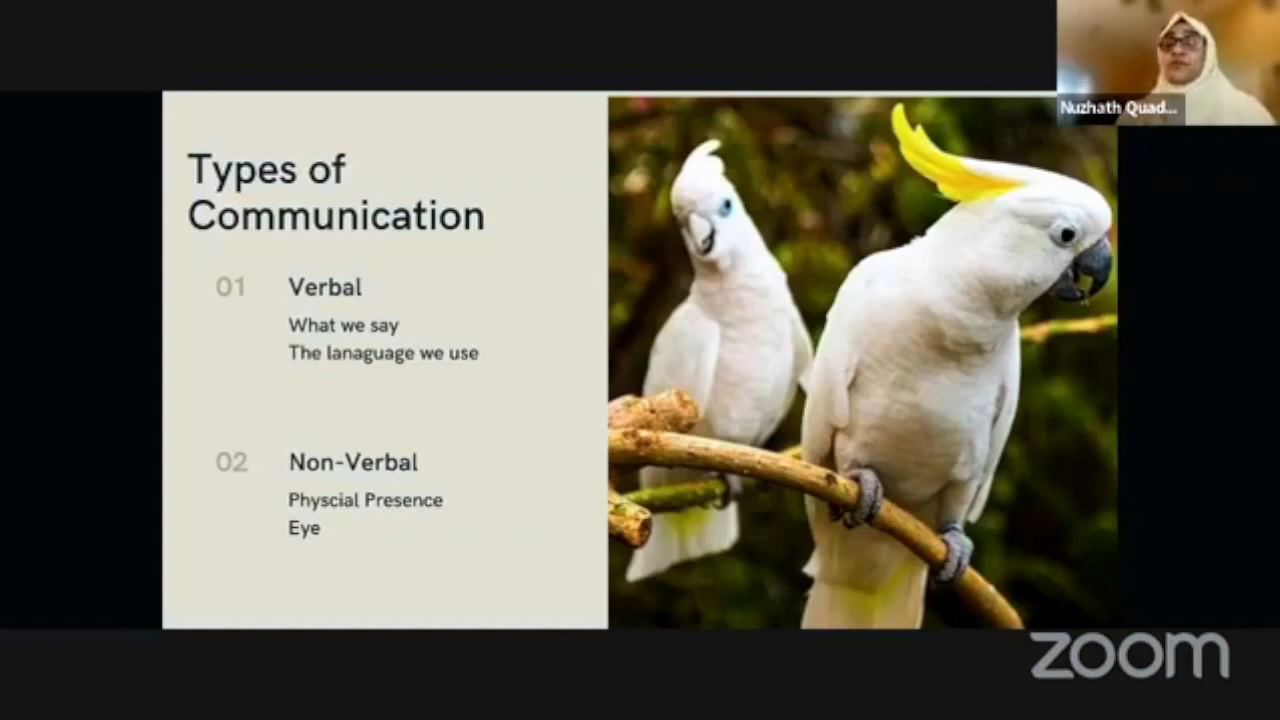 Nuzhath Quad...
Types of
Communication
01 Verbal
What we say
The lanaguage we use
02 Non-Verbal
Physcial Presence
Eye
zoom